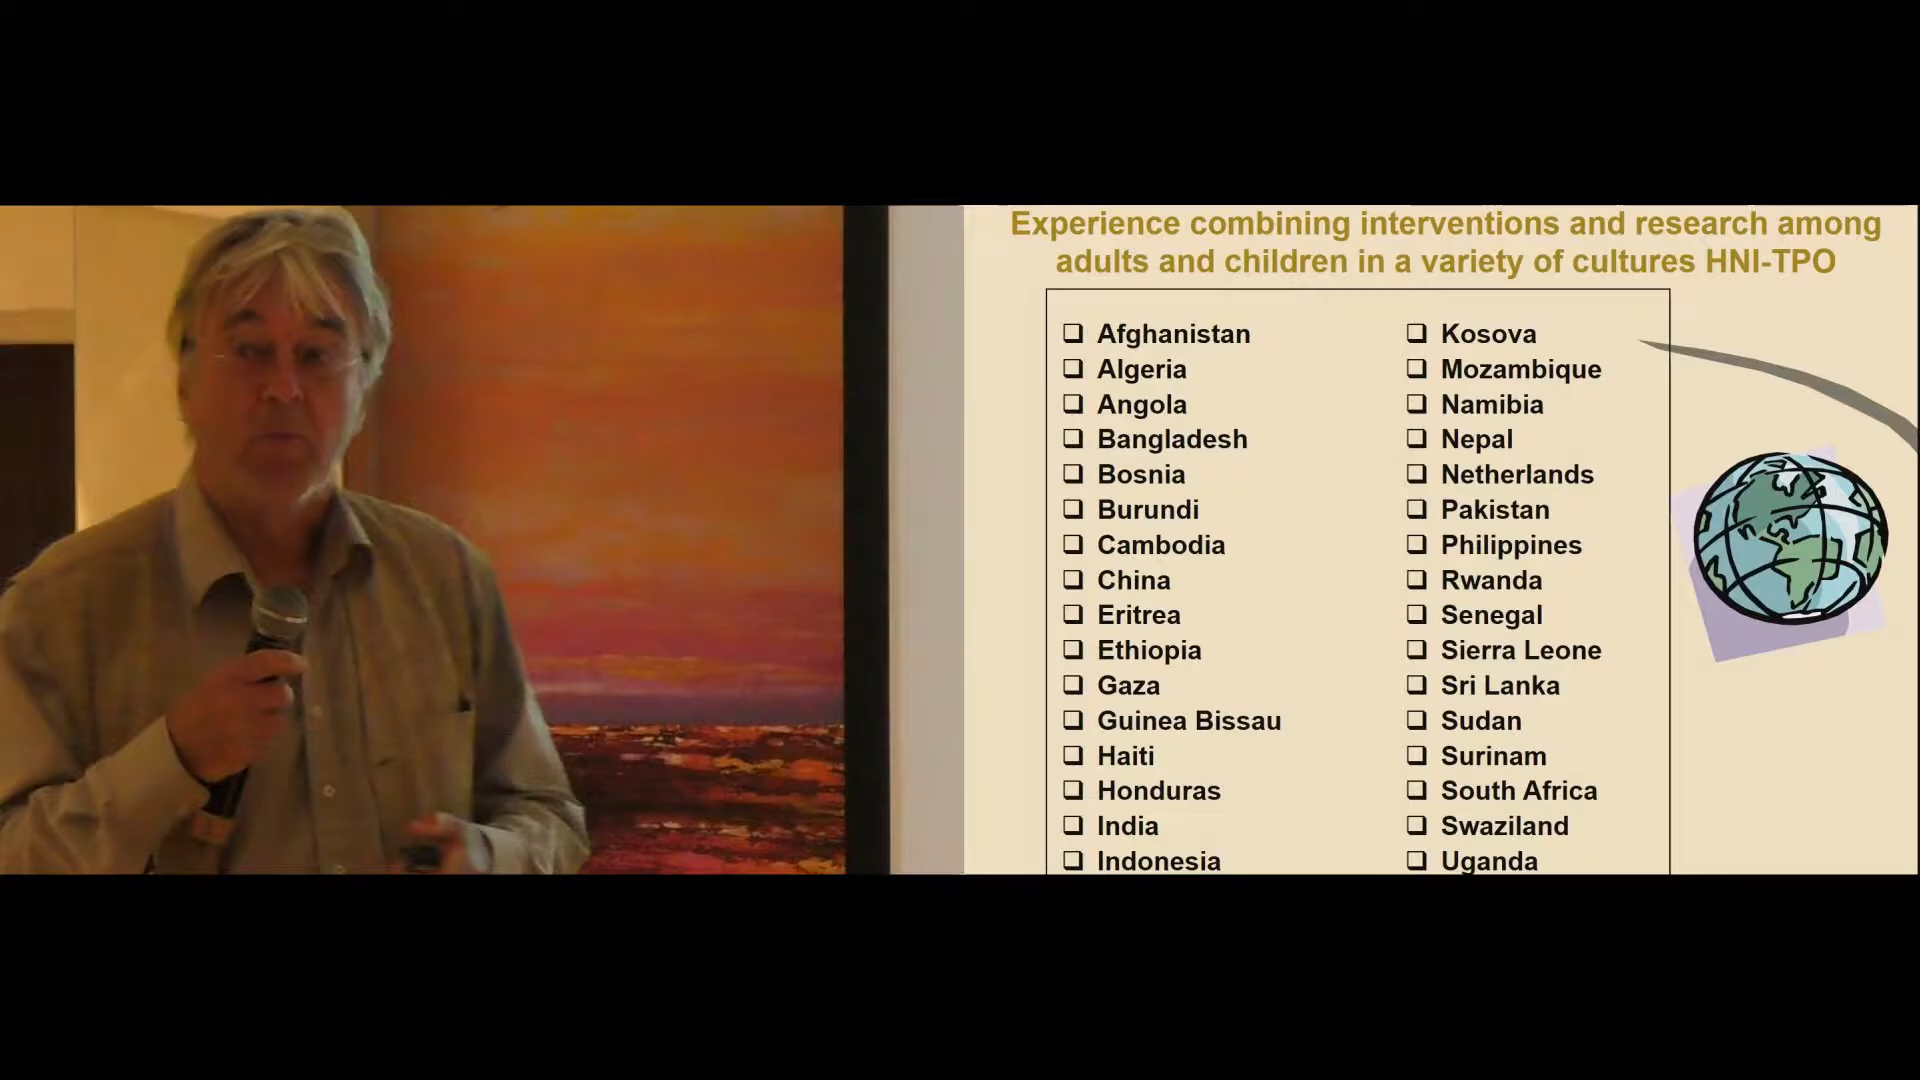 Experience combining interventions and research among
adults and children in a variety of cultures HNI-TPO
❑ Afghanistan
❑ Algeria
❑ Angola
❑ Bangladesh
❑ Bosnia
❑ Burundi
❑ Cambodia
❑ China
❑ Eritrea
❑ Ethiopia
❑ Gaza
❑ Guinea Bissau
❑ Haiti
❑ Honduras
❑ India
❑ Indonesia
❑ Kosova
❑ Mozambique
❑ Namibia
❑ Nepal
❑ Netherlands
❑ Pakistan
❑ Philippines
❑ Rwanda
❑ Senegal
❑ Sierra Leone
❑ Sri Lanka
❑ Sudan
❑ Surinam
❑ South Africa
❑ Swaziland
❑ Uganda